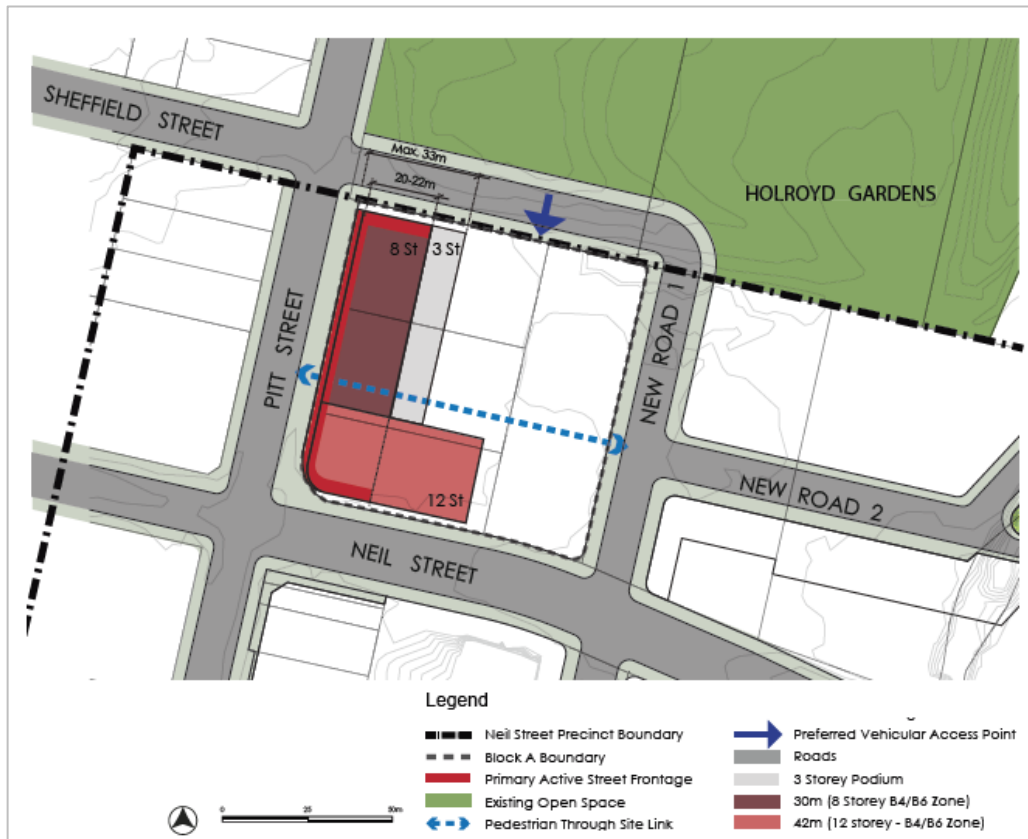 SHEFFIELD STREET
Max. 33m
20-22m
HOLROYD GARDENS
8 St
3 St
PITT STREET
NEW ROAD 1
12 St
NEW ROAD 2
NEIL STREET
Legend
Neil Street Precinct Boundary
Block A Boundary
Primary Active Street Frontage
Existing Open Space
Pedestrian Through Site Link
Preferred Vehicular Access Point
Roads
3 Storey Podium
30m (8 Storey B4/B6 Zone)
42m (12 storey - B4/B6 Zone)
0 25 50m